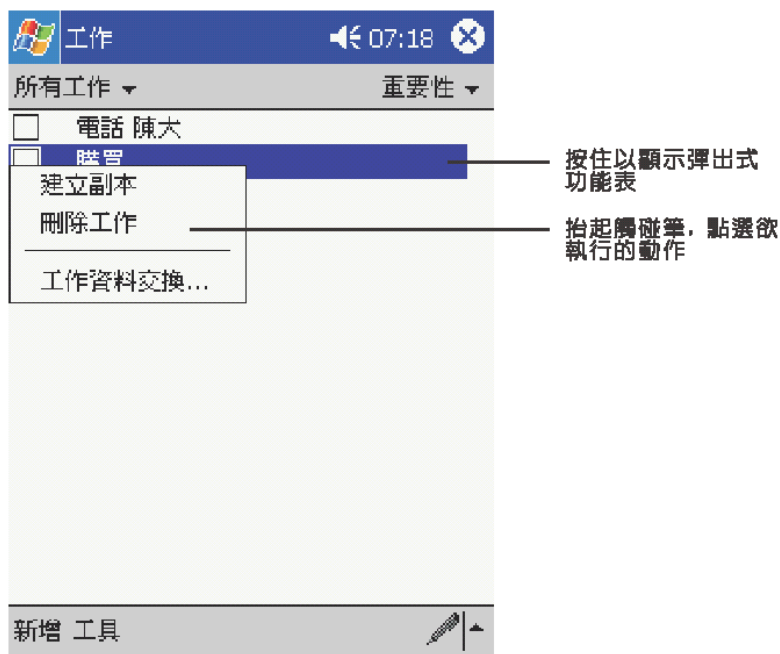 工作 07:18
所有工作 重要性
電話 陳大
購買
建立副本
刪除工作
工作資料交換...
新增 工具
按住以顯示彈出式
功能表
抬起觸碰筆，點選欲
執行的動作